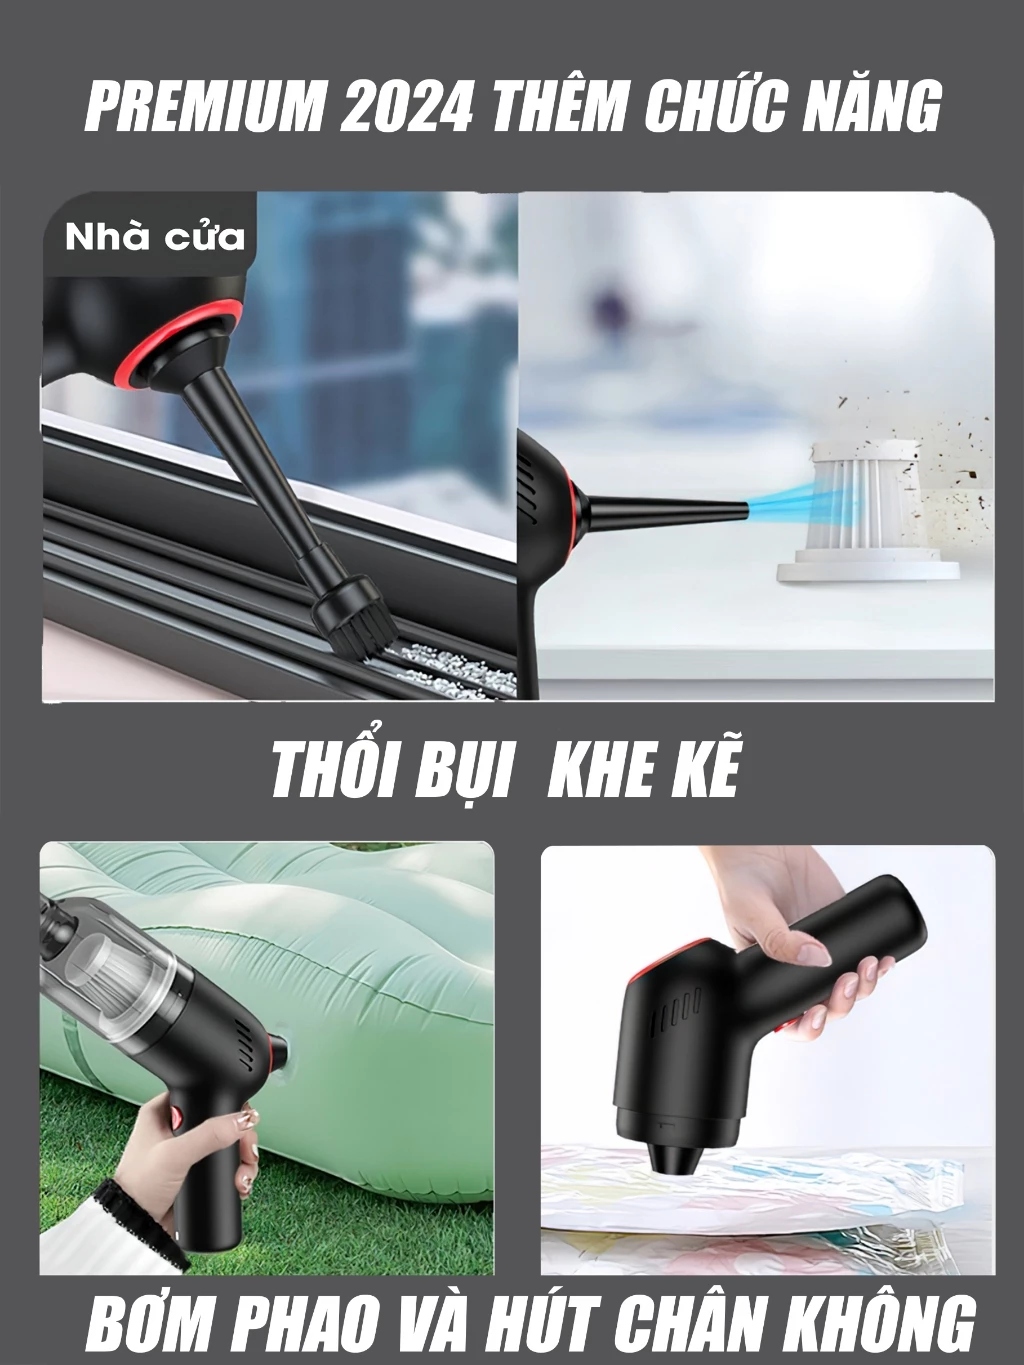 PREMIUM 2024 THÊM CHỨC NĂNG
Nhà cửa
THỔI BỤI KHE KẼ
BƠM PHAO VÀ HÚT CHÂN KHÔNG